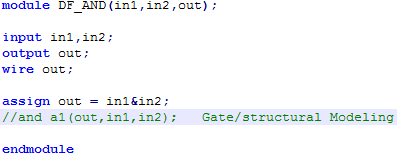 module DF_AND(in1,in2,out);
input in1,in2;
output out;
wire out;
assign out = in1&in2;
//and a1(out,in1,in2);   Gate/structural Modeling
endmodule